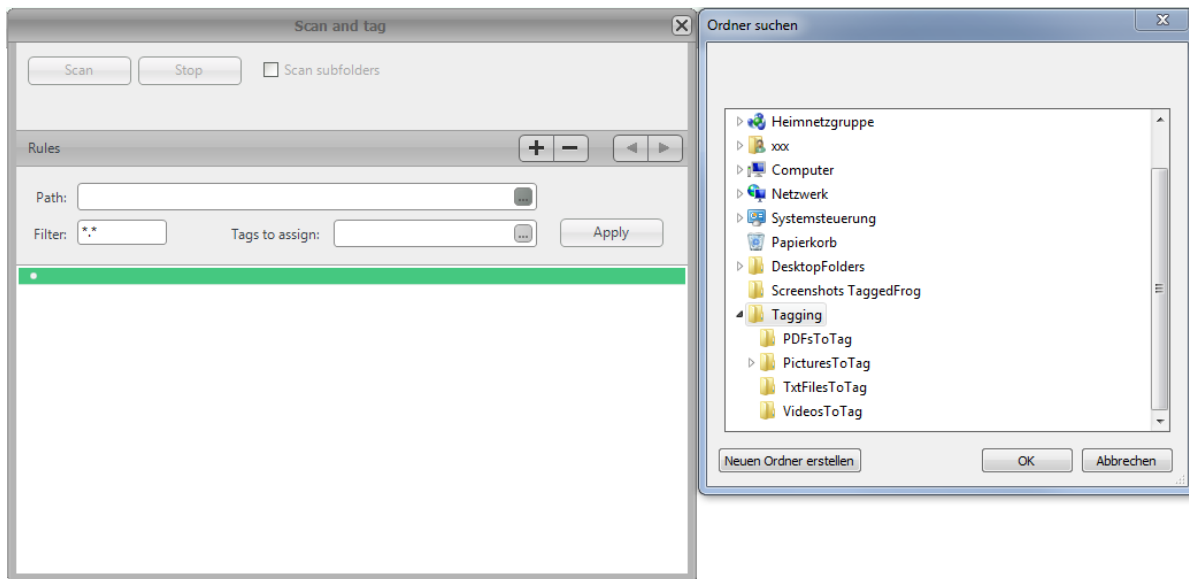 Scan and tag
Scan Stop Scan subfolders
Rules
Path: ...
Filter: *.* Tags to assign: ... Apply
Ordner suchen
Heimnetzgruppe
xxx
Computer
Netzwerk
Systemsteuerung
Papierkorb
DesktopFolders
Screenshots TaggedFrog
Tagging
PDFsToTag
PicturesToTag
TxtFilesToTag
VideosToTag
Neuen Ordner erstellen OK Abbrechen